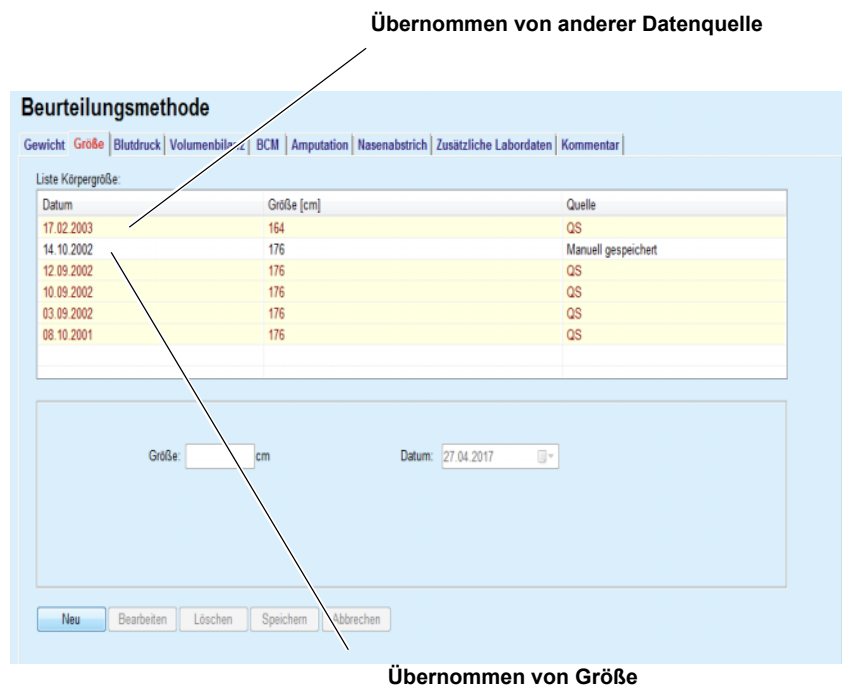 Übernommen von anderer Datenquelle
Beurteilungsmethode
Gewicht Größe Blutdruck Volumenbilanz BCM Amputation Nasenabstrich Zusätzliche Labordaten Kommentar
Liste Körpergröße:
Datum Größe [cm] Quelle
17.02.2003 164 QS
14.10.2002 176 Manuell gespeichert
12.09.2002 176 QS
10.09.2002 176 QS
03.09.2002 176 QS
08.10.2001 176 QS
Größe: cm Datum: 27.04.2017
Neu Bearbeiten Löschen Speichern Abbrechen
Übernommen von Größe